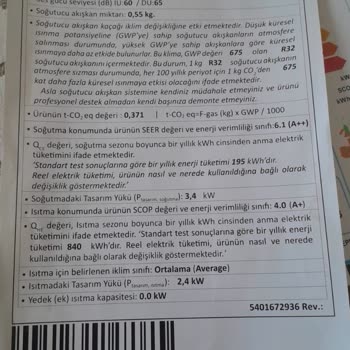 gücü seviyesi (dB) IU:60 / DU:65
• Soğutucu akışkan miktarı: 0,55 kg.
• Soğutucu akışkan kaçağı iklim değişikliğine etki etmektedir. Düşük küresel
ısınma potansiyeline (GWP'ye) sahip soğutucu akışkanların atmosfere
salınması durumunda, yüksek GWP'ye sahip soğutucu akışkanlara göre küresel
ısınmaya daha az etkide bulunurlar. Bu klima, GWP değeri 675 olan R32
soğutucu akışkanını içermektedir. Bu durum, 1 kg R32 soğutucu akışkanın
atmosfere sızması durumunda, her 100 yıllık periyot için 1 kg CO₂'den 675
kat daha fazla küresel ısınmaya etkisi olacağını ifade etmektedir.
Asla soğutucu akışkan sistemine kendiniz müdahale etmeyiniz ve ürünü
profesyonel destek almadan kendi başınıza demonte etmeyiniz.
• Ürünün t-CO₂ eq değeri : 0,371 | t-CO₂ eq=F-gas (kg) x GWP / 1000
• Soğutma konumunda ürünün SEER değeri ve enerji verimliliği sınıfı:6.1 (A++)
• Q değeri, soğutma sezonu boyunca bir yıllık kWh cinsinden anma elektrik
tüketimini ifade etmektedir.
'Standart test sonuçlarına göre bir yıllık enerji tüketimi 195 kWh'dır.
Reel elektrik tüketimi, ürünün nasıl ve nerede kullanıldığına bağlı olarak
değişiklik göstermektedir.'
• Soğutmadaki Tasarım Yükü (Ptasarım, soğutma): 3,4 kW
• Isıtma konumunda ürünün SCOP değeri ve enerji verimliliği sınıfı: 4.0 (A+)
• Q değeri, Isıtma sezonu boyunca bir yıllık kWh cinsinden anma elektrik
tüketimini ifade etmektedir. 'Standart test sonuçlarına göre bir yıllık enerji
tüketimi 840 kWh'dır. Reel elektrik tüketimi, ürünün nasıl ve nerede
kullanıldığına bağlı olarak değişiklik göstermektedir.'
• Isıtma için belirlenen iklim sınıfı: Ortalama (Average)
• Isıtmadaki Tasarım Yükü (Ptasarım, ısıtma): 2,4 kW
• Yedek (ek) ısıtma kapasitesi: 0.0 kW
5401672936 Rev.: